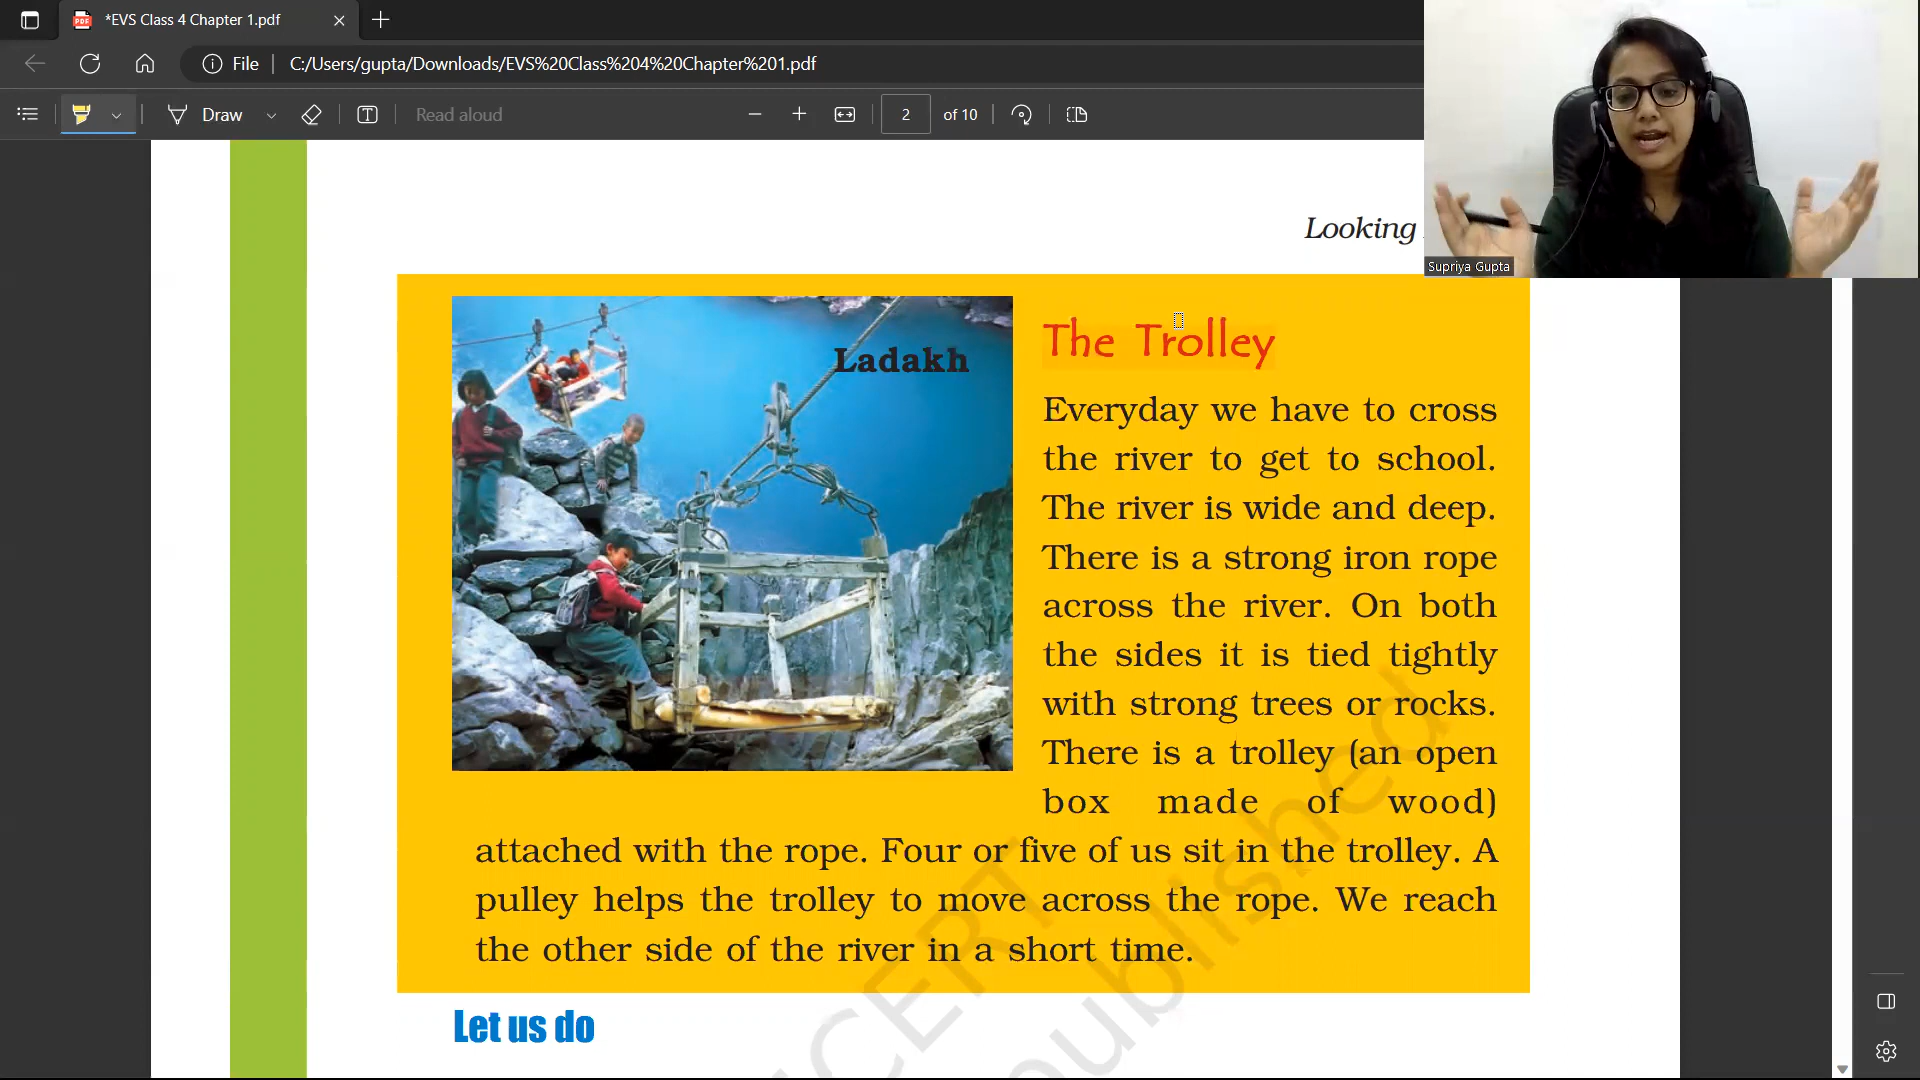 *EVS Class 4 Chapter 1.pdf
File
C:/Users/gupta/Downloads/EVS%20Class%204%20Chapter%201.pdf
Draw
Read aloud
2
of 10
Looking
Supriya Gupta
Ladakh
The Trolley
Everyday we have to cross
the river to get to school.
The river is wide and deep.
There is a strong iron rope
across the river. On both
the sides it is tied tightly
with strong trees or rocks.
There is a trolley (an open
box made of wood)
attached with the rope. Four or five of us sit in the trolley. A
pulley helps the trolley to move across the rope. We reach
the other side of the river in a short time.
Let us do